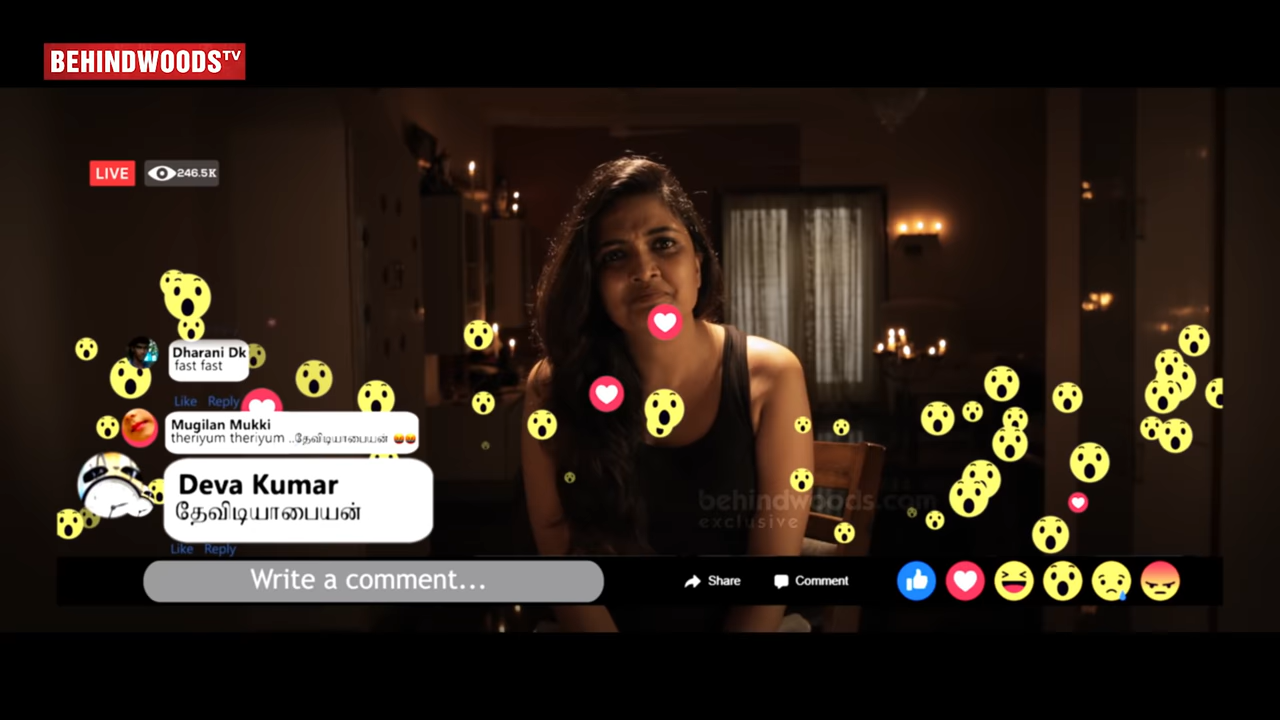 BEHINDWOODS TV
LIVE 246.5K
Dharani Dk
fast fast
Like Reply
Mugilan Mukki
theriyum theriyum ..தேவிடியாபையன்
Deva Kumar
தேவிடியாபையன்
Like Reply
behindwoods.com
exclusive
Write a comment...
Share
Comment